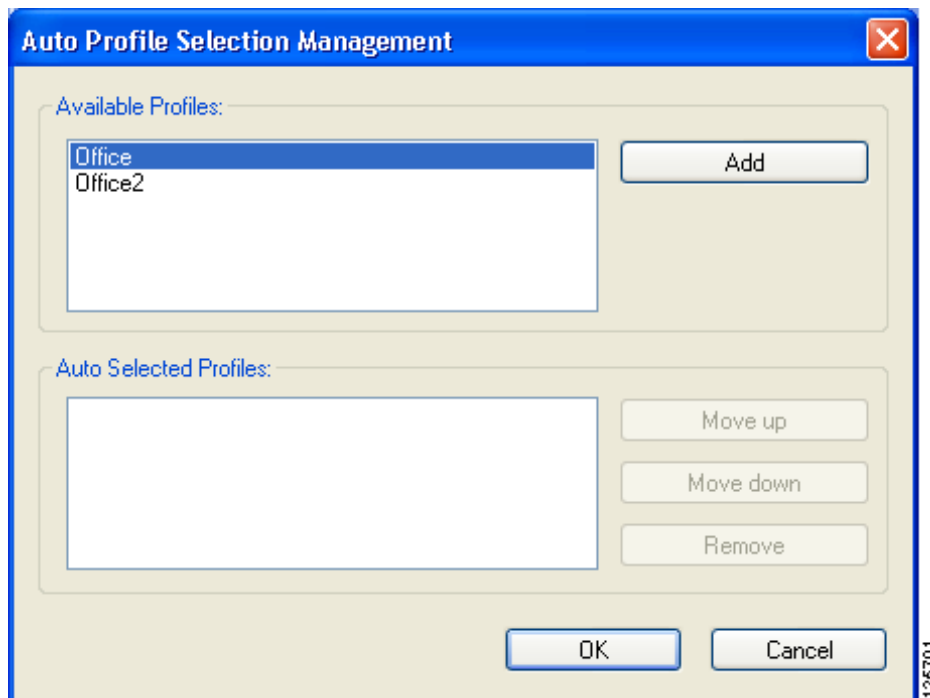 Auto Profile Selection Management
Available Profiles:
Office
Office2
Add
Auto Selected Profiles:
Move up
Move down
Remove
OK
Cancel